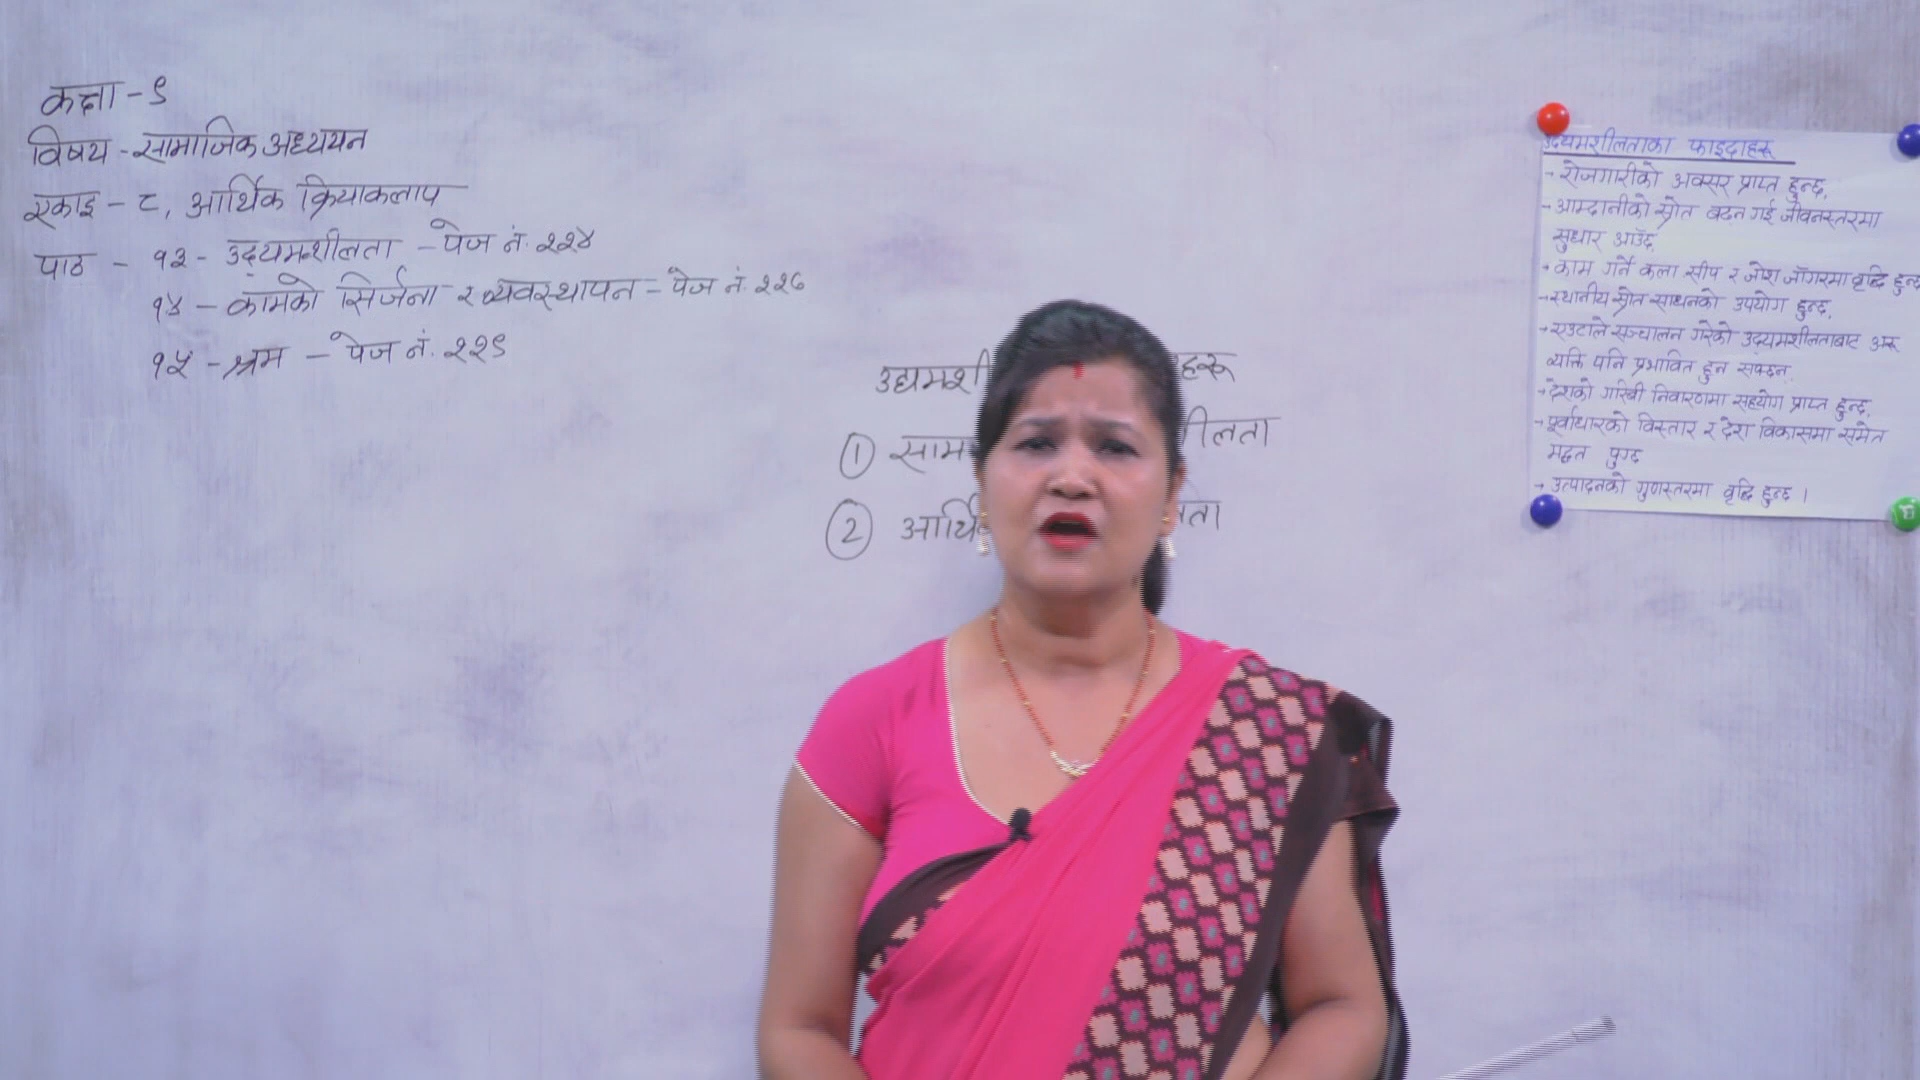 कक्षा - ९
विषय - सामाजिक अध्ययन
एकाइ - ८, आर्थिक क्रियाकलाप
पाठ - १३ - उद्यमशीलता - पेज नं. २२४
१४ - कामको सिर्जना र व्यवस्थापन - पेज नं. २२७
१५ - श्रम - पेज नं. २२९
① साम
② आर्थि
उद्यमशीलताका फाइदाहरू
- रोजगारीको अवसर प्राप्त हुन्छ.
- आम्दानीको स्रोत बढ्न गई जीवनस्तरमा
सुधार आउँछ
- काम गर्ने कला सीप र जोश जाँगरमा वृद्धि हुन्छ
- स्थानीय स्रोत साधनको उपयोग हुन्छ.
- एउटाले सञ्चालन गरेको उद्यमशीलताबाट अरू
व्यक्ति पनि प्रभावित हुन सक्छन्.
- देशको गरिबी निवारणमा सहयोग प्राप्त हुन्छ.
- पूर्वाधारको विस्तार र देश विकासमा समेत
मद्दत पुग्छ
- उत्पादनको गुणस्तरमा वृद्धि हुन्छ ।